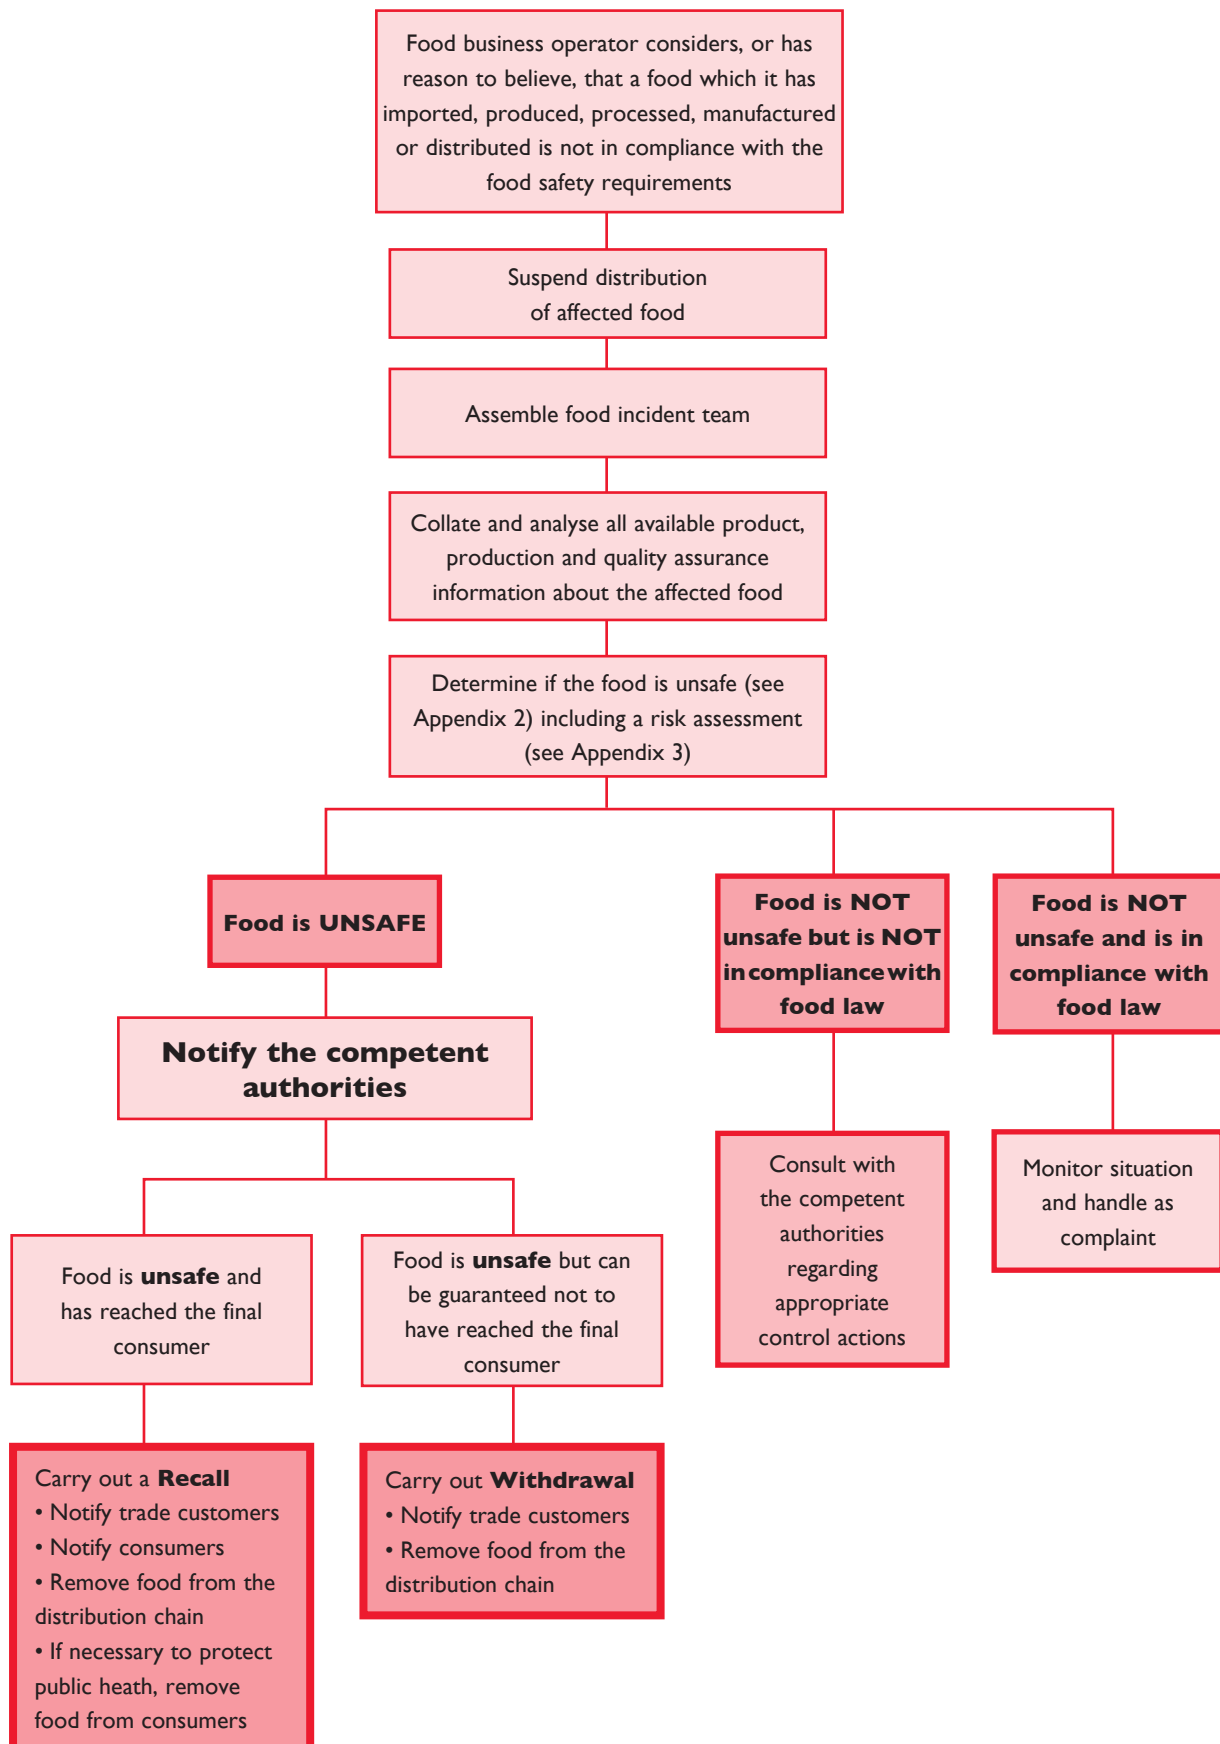 Food business operator considers, or has
reason to believe, that a food which it has
imported, produced, processed, manufactured
or distributed is not in compliance with the
food safety requirements
Suspend distribution
of affected food
Assemble food incident team
Collate and analyse all available product,
production and quality assurance
information about the affected food
Determine if the food is unsafe (see
Appendix 2) including a risk assessment
(see Appendix 3)
Food is UNSAFE
Food is NOT
unsafe but is NOT
in compliance with
food law
Food is NOT
unsafe and is in
compliance with
food law
Notify the competent
authorities
Consult with
the competent
authorities
regarding
appropriate
control actions
Monitor situation
and handle as
complaint
Food is unsafe and
has reached the final
consumer
Food is unsafe but can
be guaranteed not to
have reached the final
consumer
Carry out a Recall
• Notify trade customers
• Notify consumers
• Remove food from the
distribution chain
• If necessary to protect
public heath, remove
food from consumers
Carry out Withdrawal
• Notify trade customers
• Remove food from the
distribution chain